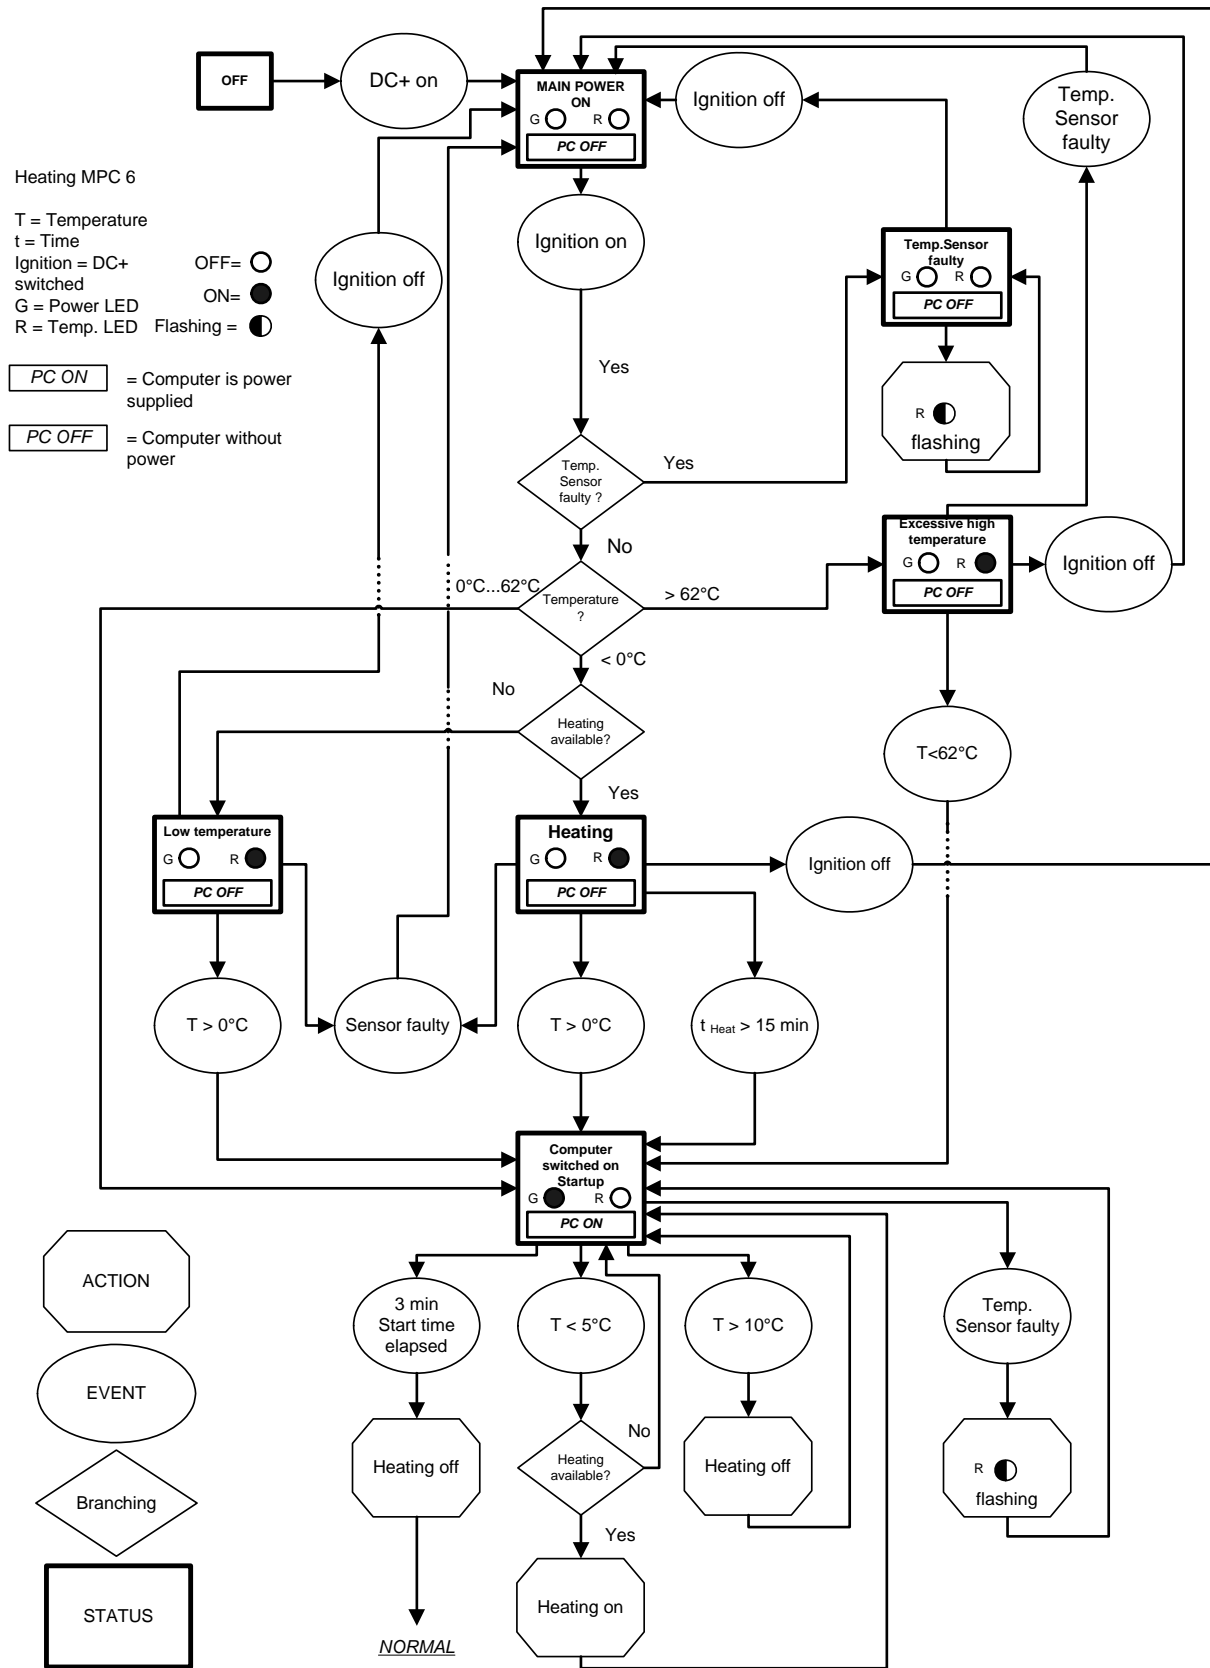 OFF
DC+ on
MAIN POWER
ON
G R
PC OFF
Ignition off
Temp.
Sensor
faulty
Heating MPC 6
T = Temperature
t = Time
Ignition = DC+
switched
G = Power LED
R = Temp. LED
OFF=
ON=
Flashing =
PC ON
= Computer is power
supplied
PC OFF
= Computer without
power
Ignition off
Ignition on
Yes
Temp.Sensor
faulty
G R
PC OFF
R
flashing
Temp.
Sensor
faulty ?
Yes
No
Excessive high
temperature
G R
PC OFF
Ignition off
0°C...62°C
Temperature
?
> 62°C
< 0°C
No
Heating
available?
Yes
T<62°C
Low temperature
G R
PC OFF
Heating
G R
PC OFF
Ignition off
T > 0°C
Sensor faulty
T > 0°C
t Heat > 15 min
Computer
switched on
Startup
G R
PC ON
3 min
Start time
elapsed
T < 5°C
T > 10°C
Temp.
Sensor faulty
Heating off
Heating
available?
No
Yes
Heating off
R
flashing
Heating on
NORMAL
ACTION
EVENT
Branching
STATUS